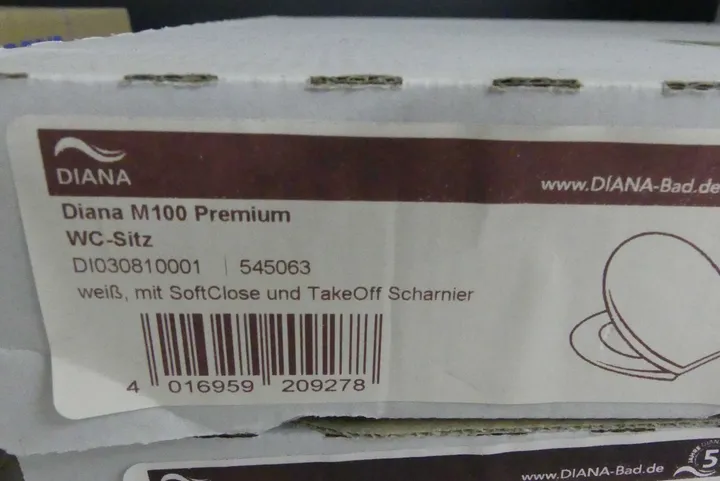 DIANA
www.DIANA-Bad.de
Diana M100 Premium
WC-Sitz
DI030810001 | 545063
weiß, mit SoftClose und TakeOff Scharnier
4 016959 209278
www.DIANA-Bad.de
5